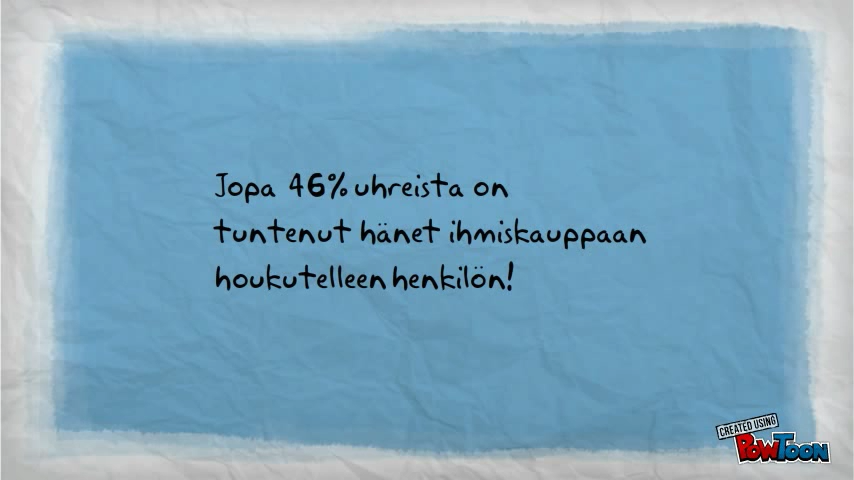 Jopa 46% uhreista on
tuntenut hänet ihmiskauppaan
houkutelleen henkilön!
CREATED USING
POWTOON